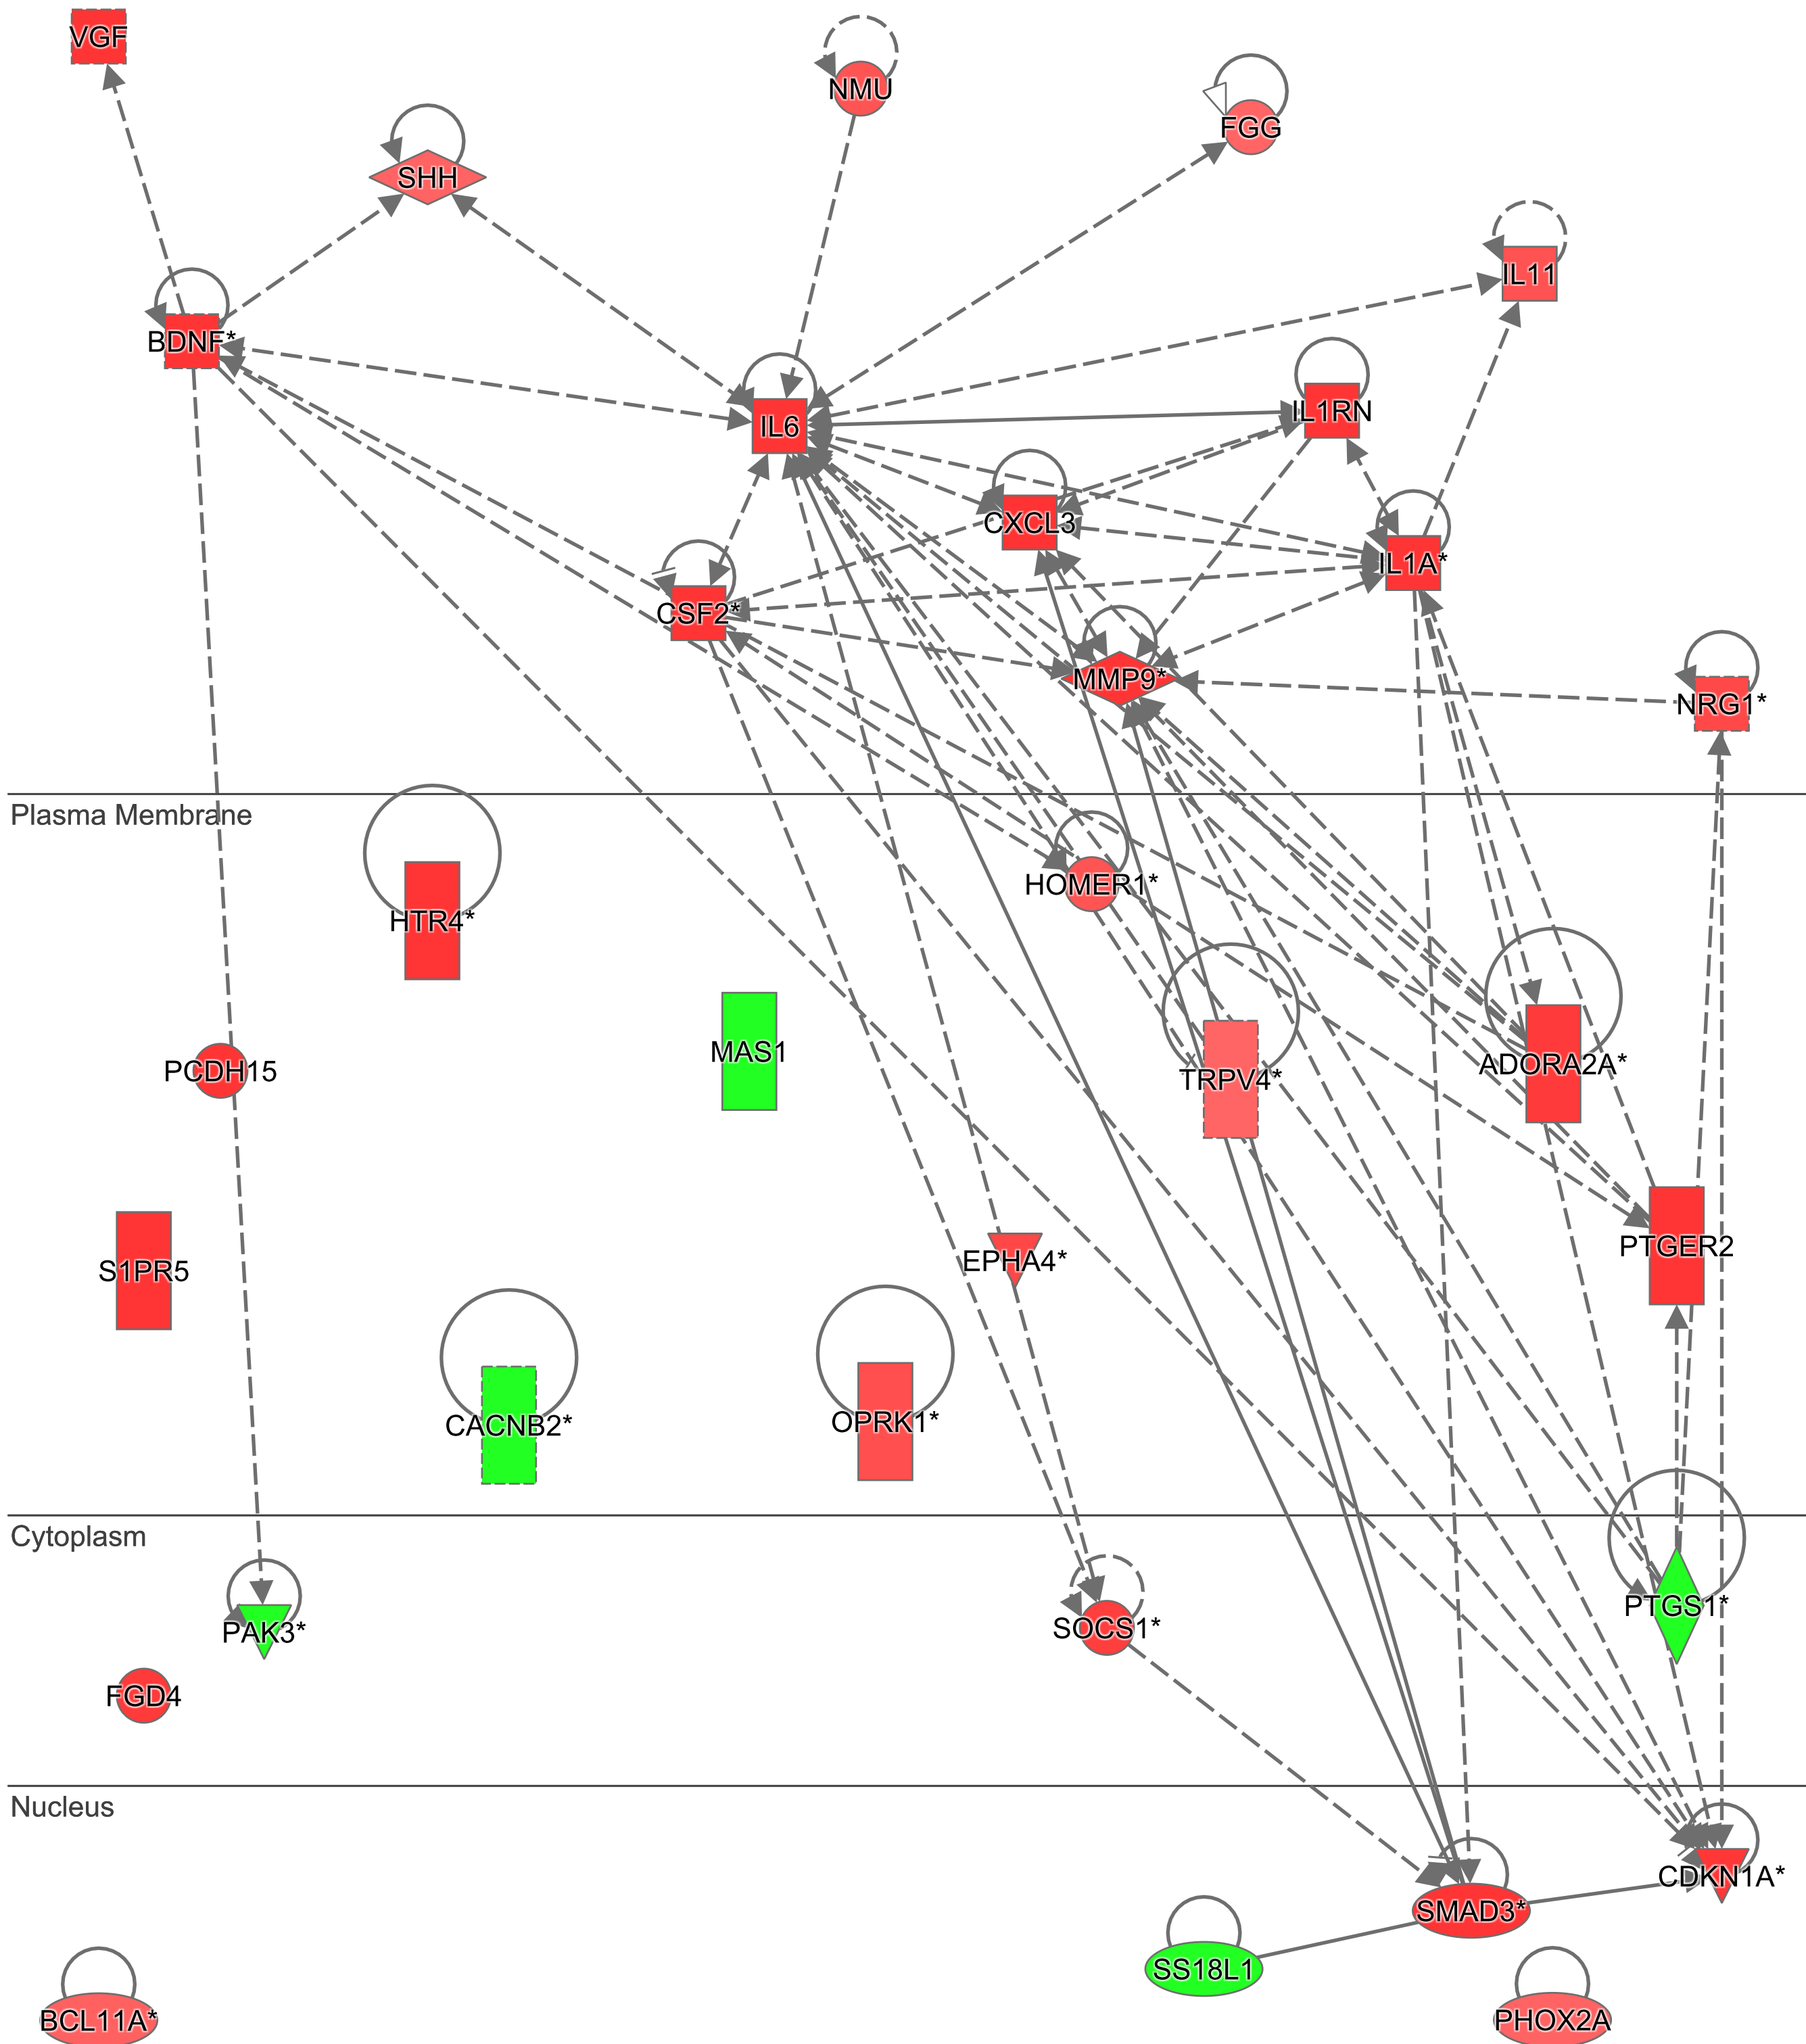 VGF
NMU
FGG
SHH
IL11
BDNF*
IL6
IL1RN
CXCL3
IL1A*
CSF2*
MMP9*
NRG1*
Plasma Membrane
HOMER1*
HTR4*
MAS1
PCDH15
TRPV4*
ADORA2A*
PTGER2
EPHA4*
S1PR5
OPRK1*
CACNB2*
Cytoplasm
PTGS1*
SOCS1*
PAK3*
FGD4
Nucleus
CDKN1A*
SMAD3*
SS18L1
BCL11A*
PHOX2A